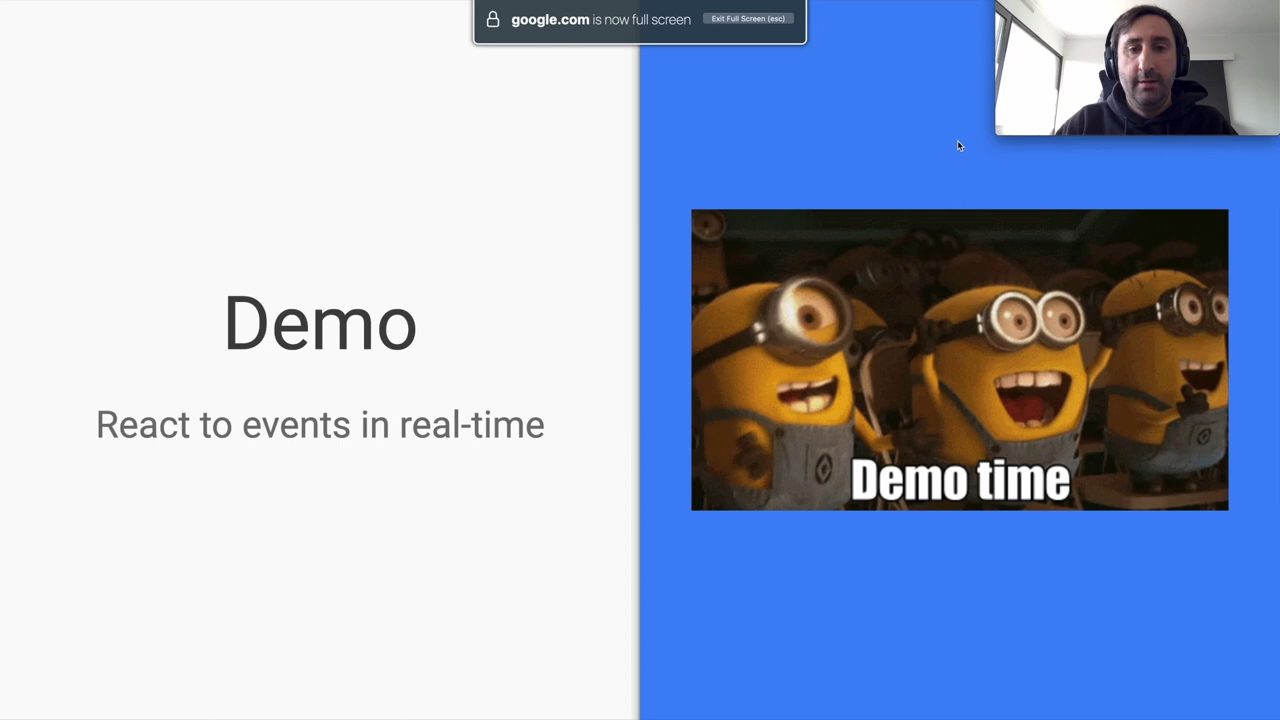 google.com is now full screen
Exit Full Screen (esc)
Demo
React to events in real-time
Demo time